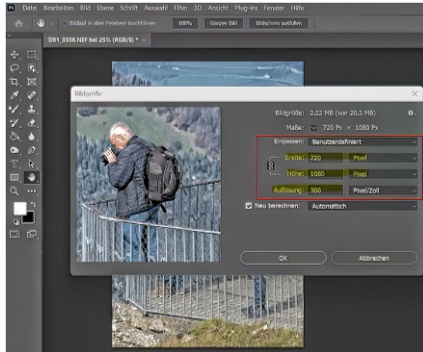 Ps Datei Bearbeiten Bild Ebene Schrift Auswahl Filter 3D Ansicht Plug-ins Fenster Hilfe
Bildlauf in allen Fenstern durchführen 100% Ganzes Bild Bildschirm ausfüllen
D81_8508.NEF bei 25% (RGB/8) * ×
Bildgröße
Bildgröße: 2,22 MB (vor 20,3 MB)
Maße: 720 Px × 1080 Px
Einpassen: Benutzerdefiniert
Breite: 720 Pixel
Höhe: 1080 Pixel
Auflösung: 300 Pixel/Zoll
Neu berechnen: Automatisch
OK Abbrechen